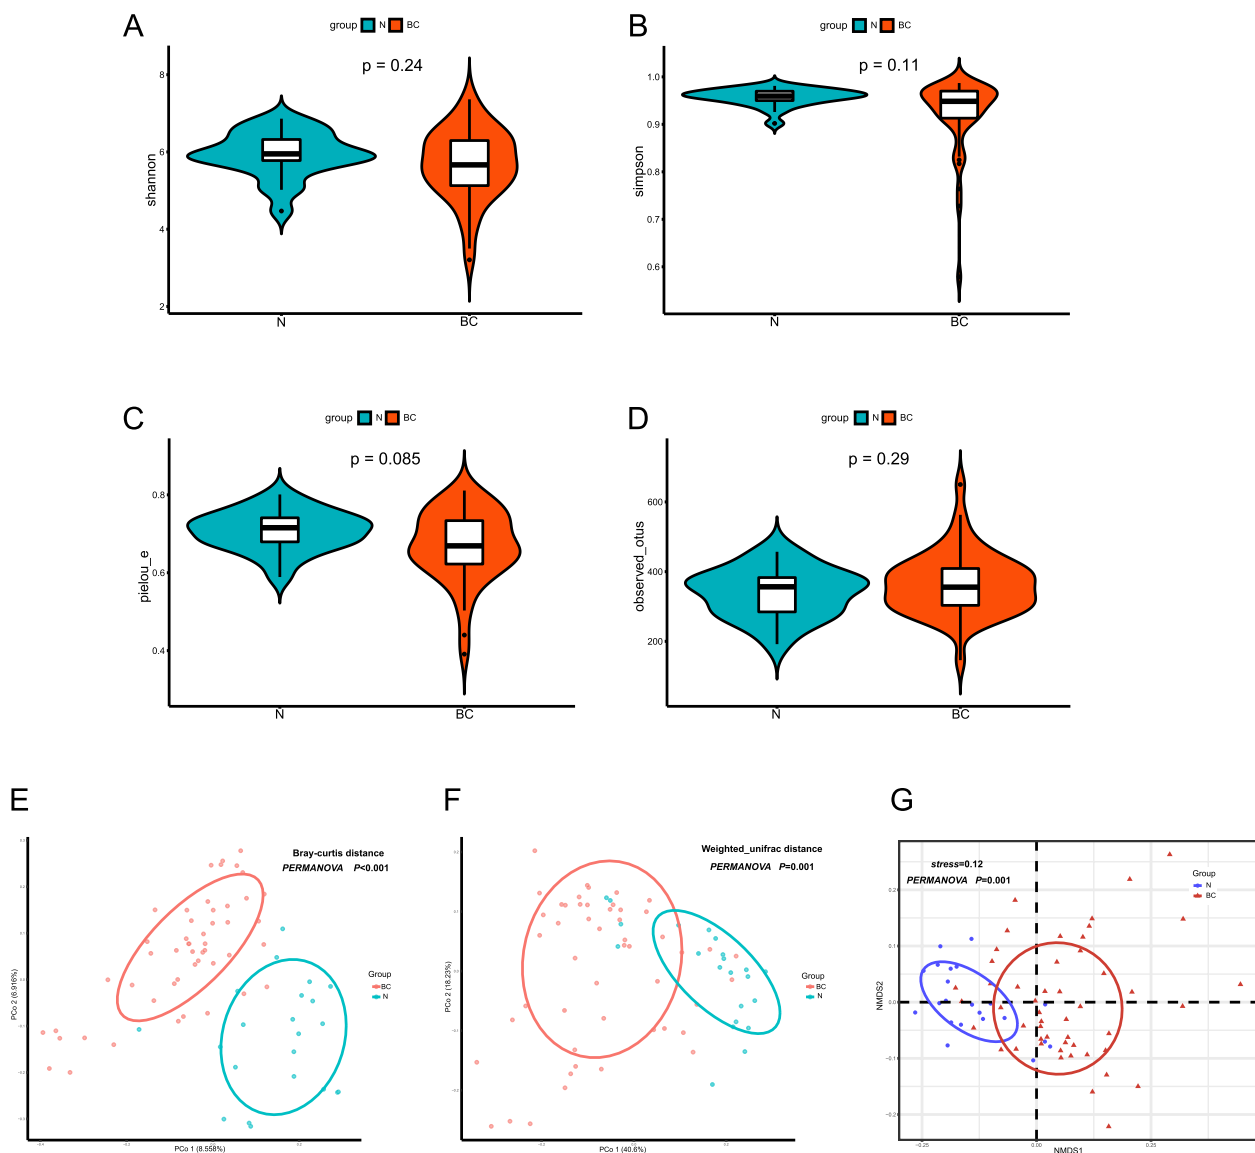 A
group N BC
p = 0.24
shannon
8
6
4
2
N BC
B
group N BC
p = 0.11
simpson
1.0
0.9
0.8
0.7
0.6
N BC
C
group N BC
p = 0.085
pielou_e
0.8
0.6
0.4
N BC
D
group N BC
p = 0.29
observed_otus
600
400
200
N BC
E
Bray-curtis distance
PERMANOVA P<0.001
PCo 2 (6.916%)
Group
BC
N
PCo 1 (8.558%)
F
Weighted_unifrac distance
PERMANOVA P=0.001
PCo 2 (18.23%)
Group
BC
N
PCo 1 (40.6%)
G
stress=0.12
PERMANOVA P=0.001
Group
N
BC
NMDS2
0.2
0.1
0.0
-0.1
-0.2
-0.25 0.00 0.25
NMDS1